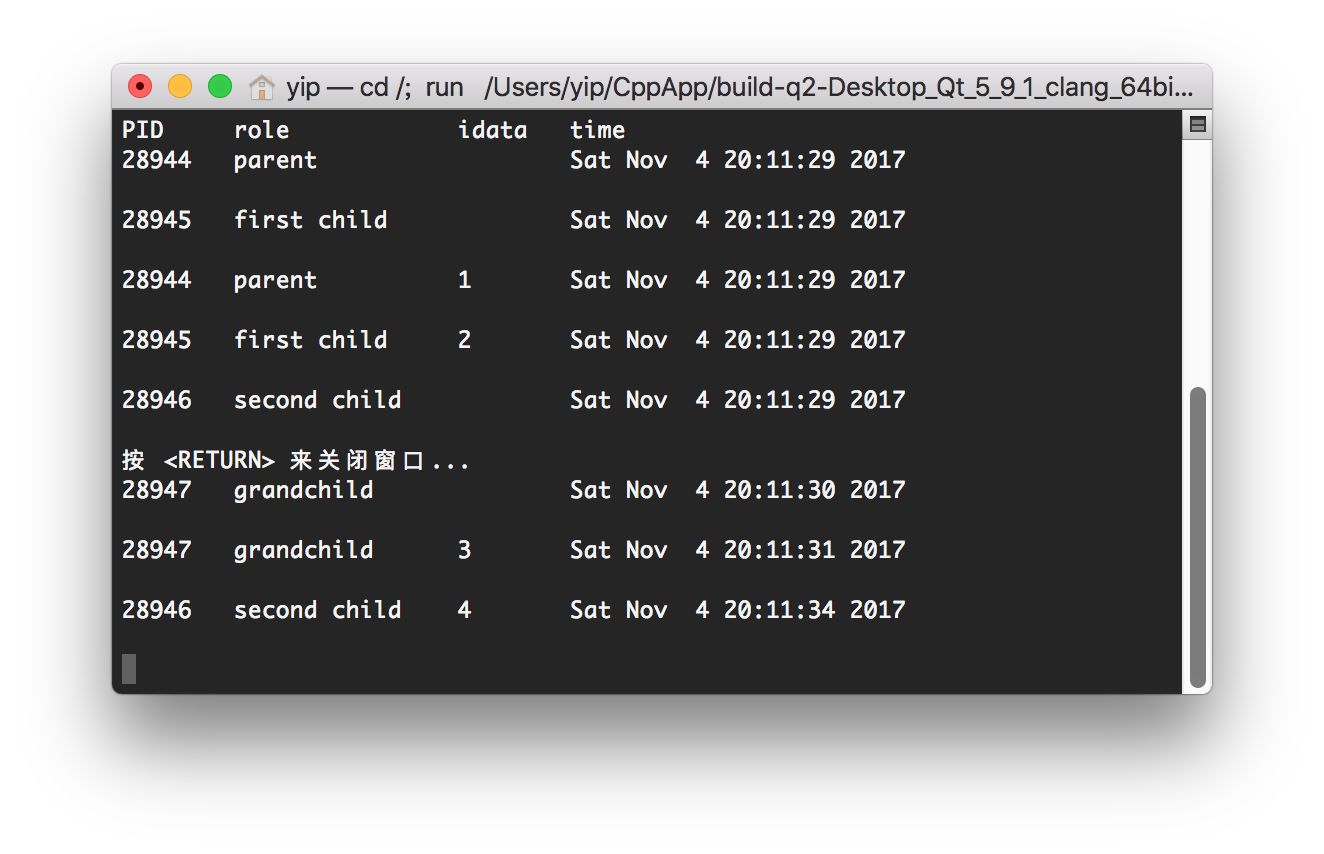 yip — cd /; run /Users/yip/CppApp/build-q2-Desktop_Qt_5_9_1_clang_64bi...
PID role idata time
28944 parent Sat Nov 4 20:11:29 2017
28945 first child Sat Nov 4 20:11:29 2017
28944 parent 1 Sat Nov 4 20:11:29 2017
28945 first child 2 Sat Nov 4 20:11:29 2017
28946 second child Sat Nov 4 20:11:29 2017
按 <RETURN> 来关闭窗口...
28947 grandchild Sat Nov 4 20:11:30 2017
28947 grandchild 3 Sat Nov 4 20:11:31 2017
28946 second child 4 Sat Nov 4 20:11:34 2017